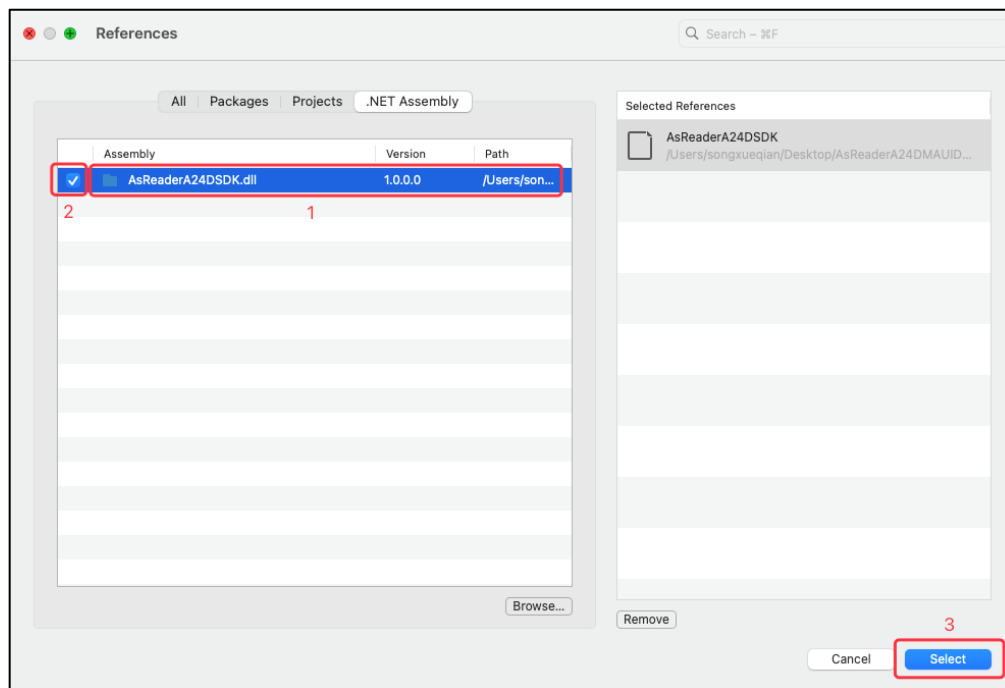 References
Search – ⌘F
All Packages Projects .NET Assembly
Selected References
AsReaderA24DSDK
/Users/songxueqian/Desktop/AsReaderA24DMAUID...
Assembly Version Path
AsReaderA24DSDK.dll 1.0.0.0 /Users/son...
2 1
Browse...
Remove
3
Cancel Select